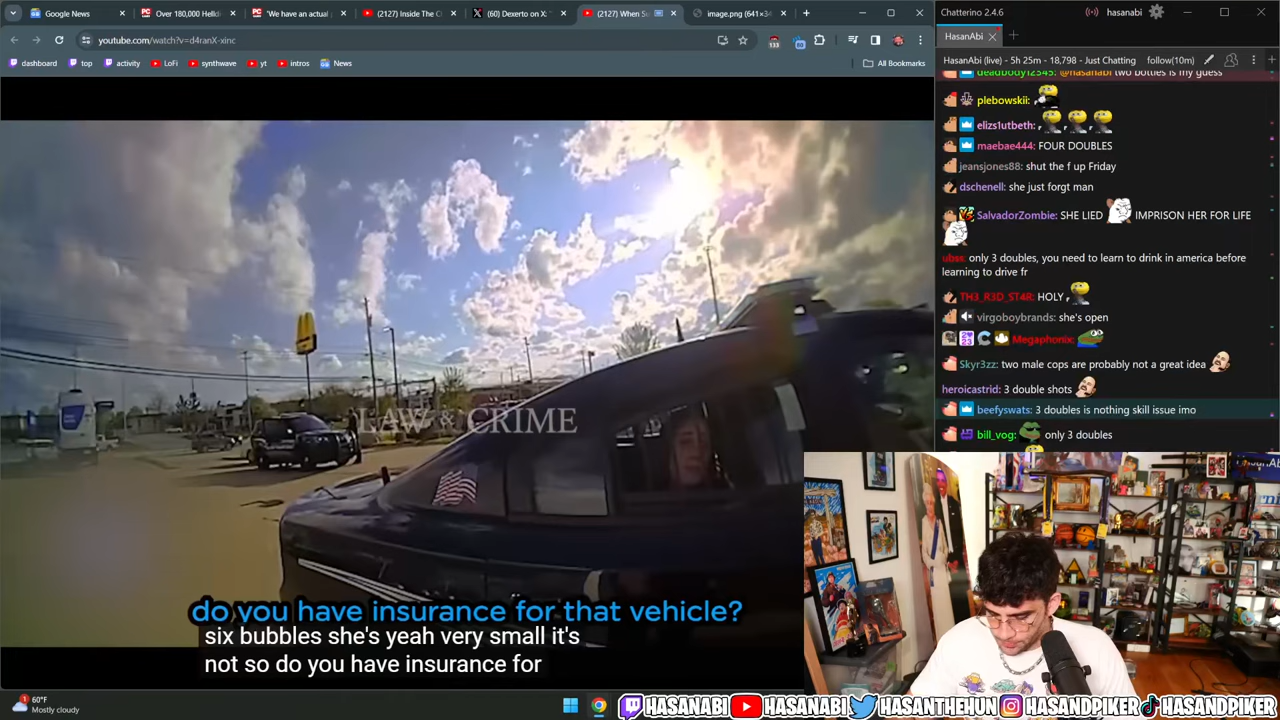 Google News
Over 180,000 Helldi
"We have an actual
(2127) Inside The C
(60) Dexerto on X:
(2127) When S
image.png (641×34
youtube.com/watch?v=d4ranX-xinc
133
dashboard
top
activity
LoFi
synthwave
yt
intros
News
All Bookmarks
LAW & CRIME
do you have insurance for that vehicle?
six bubbles she's yeah very small it's
not so do you have insurance for
Chatterino 2.4.6
hasanabi
HasanAbi
HasanAbi (live) - 5h 25m - 18,798 - Just Chatting
follow(10m)
deadbody12345: @hasanabi two bottles is my guess
plebowskii:
elizs1utbeth:
maebae444: FOUR DOUBLES
jeansjones88: shut the f up Friday
dschenell: she just forgt man
SalvadorZombie: SHE LIED IMPRISON HER FOR LIFE
ubss: only 3 doubles, you need to learn to drink in america before
learning to drive fr
TH3_R3D_ST4R: HOLY
virgoboybrands: she's open
Megaphonix:
Skyr3zz: two male cops are probably not a great idea
heroicastrid: 3 double shots
beefyswats: 3 doubles is nothing skill issue imo
bill_vog: only 3 doubles
1
60°F
Mostly cloudy
HASANABI
HASANABI
HASANTHEHUN
HASANDPIKER
HASANDPIKER